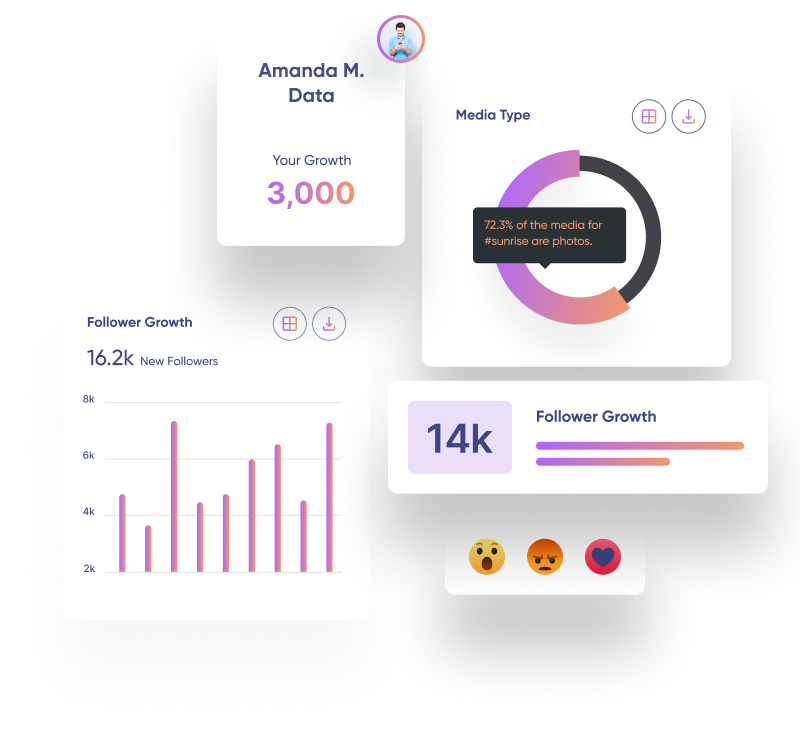 Amanda M.
Data
Your Growth
3,000
Media Type
72.3% of the media for
#sunrise are photos.
Follower Growth
16.2k New Followers
8k
6k
4k
2k
14k
Follower Growth